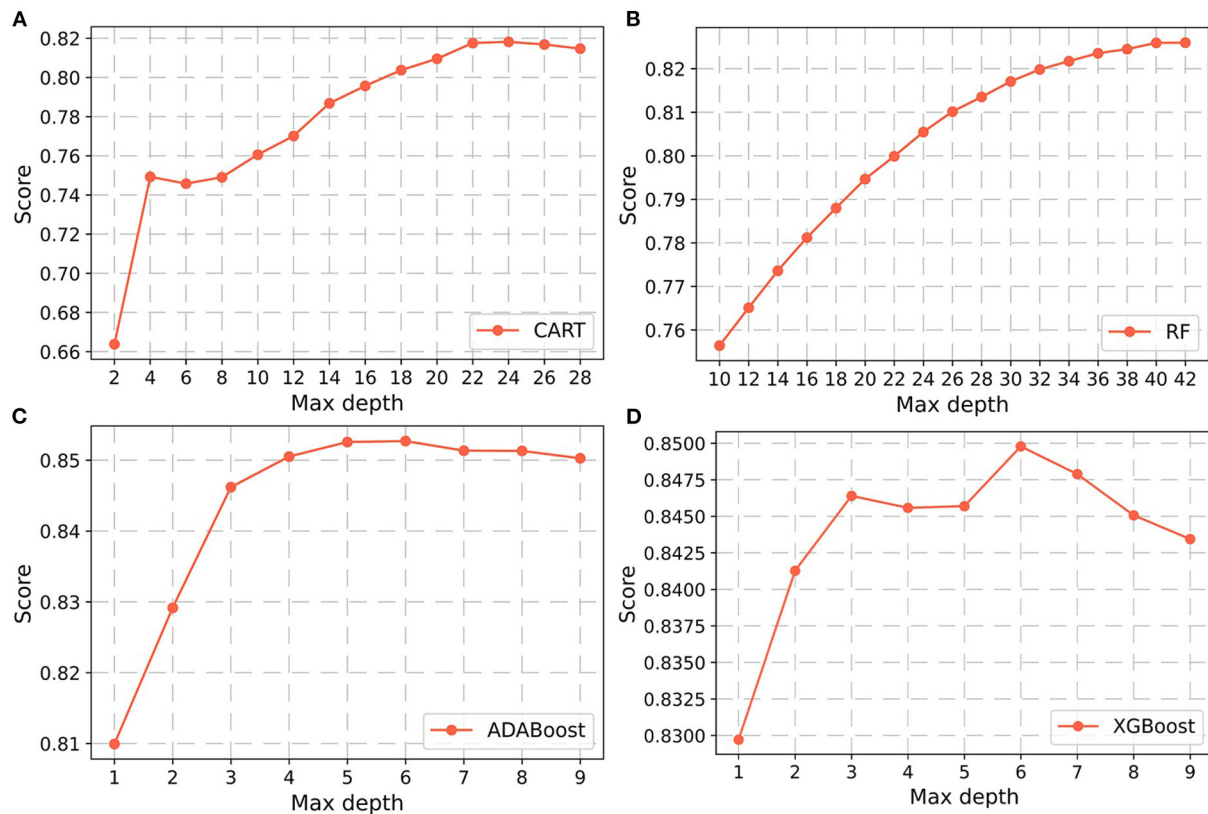 A
0.82
0.80
0.78
0.76
0.74
0.72
0.70
0.68
0.66
Score
2 4 6 8 10 12 14 16 18 20 22 24 26 28
Max depth
CART
B
0.82
0.81
0.80
0.79
0.78
0.77
0.76
Score
10 12 14 16 18 20 22 24 26 28 30 32 34 36 38 40 42
Max depth
RF
C
0.85
0.84
0.83
0.82
0.81
Score
1 2 3 4 5 6 7 8 9
Max depth
ADABoost
D
0.8500
0.8475
0.8450
0.8425
0.8400
0.8375
0.8350
0.8325
0.8300
Score
1 2 3 4 5 6 7 8 9
Max depth
XGBoost